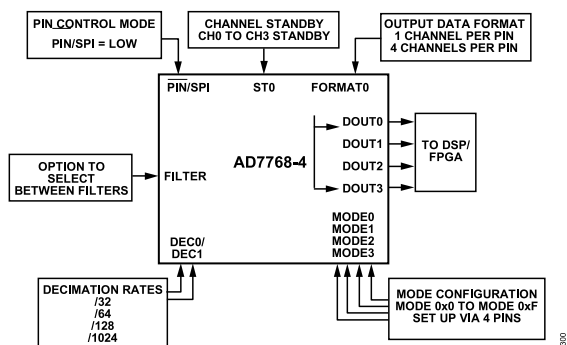 PIN CONTROL MODE
PIN/SPI = LOW
CHANNEL STANDBY
CH0 TO CH3 STANDBY
OUTPUT DATA FORMAT
1 CHANNEL PER PIN
4 CHANNELS PER PIN
PIN/SPI
ST0
FORMAT0
DOUT0
DOUT1
DOUT2
DOUT3
TO DSP/
FPGA
OPTION TO
SELECT
BETWEEN FILTERS
FILTER
AD7768-4
MODE0
MODE1
MODE2
MODE3
DEC0/
DEC1
DECIMATION RATES
/32
/64
/128
/1024
MODE CONFIGURATION
MODE 0x0 TO MODE 0xF
SET UP VIA 4 PINS
300